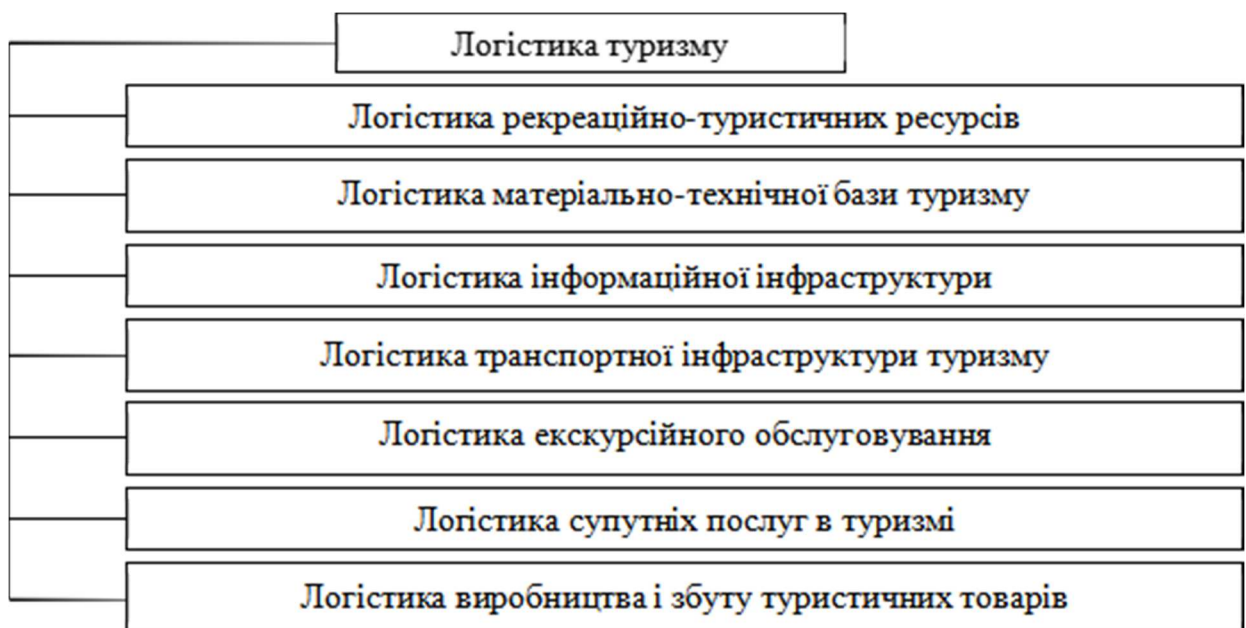 Логістика туризму
Логістика рекреаційно-туристичних ресурсів
Логістика матеріально-технічної бази туризму
Логістика інформаційної інфраструктури
Логістика транспортної інфраструктури туризму
Логістика екскурсійного обслуговування
Логістика супутніх послуг в туризмі
Логістика виробництва і збуту туристичних товарів